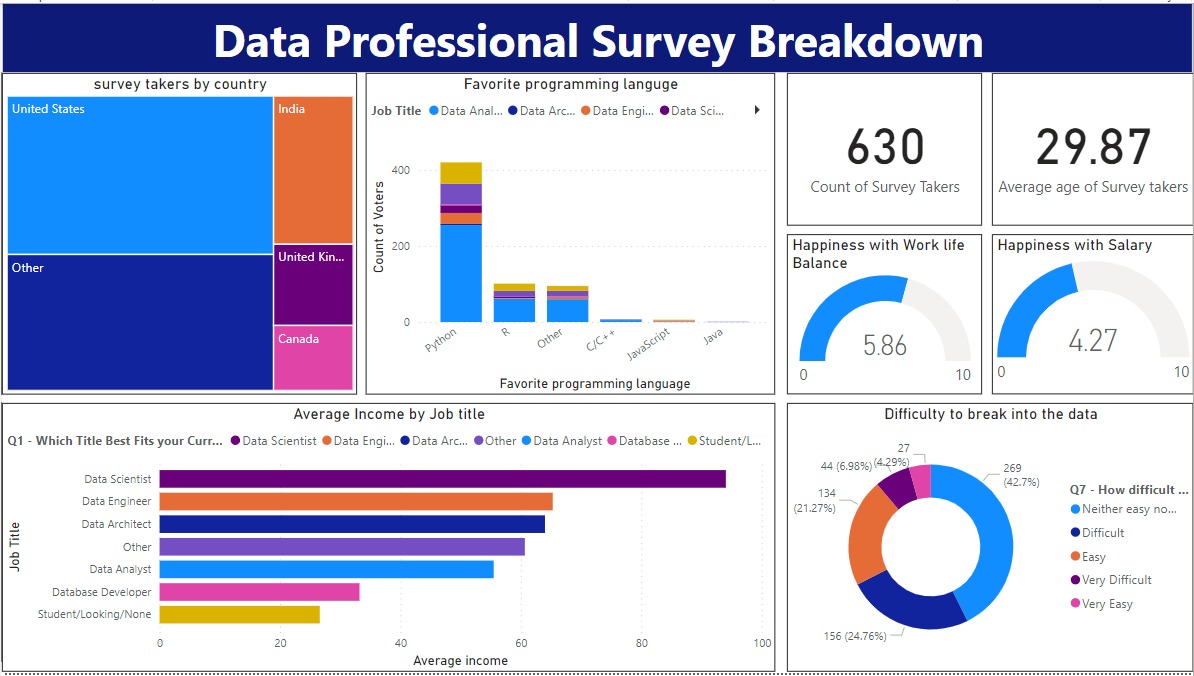 Data Professional Survey Breakdown
survey takers by country
United States
India
Other
United Kin...
Canada
Favorite programming languge
Job Title Data Anal... Data Arc... Data Engi... Data Sci...
Count of Voters
400
200
0
Python
R
Other
C/C++
JavaScript
Java
Favorite programming language
630
Count of Survey Takers
29.87
Average age of Survey takers
Happiness with Work life
Balance
5.86
0
10
Happiness with Salary
4.27
0
10
Average Income by Job title
Q1 - Which Title Best Fits your Curr... Data Scientist Data Engi... Data Arc... Other Data Analyst Database ... Student/L...
Job Title
Data Scientist
Data Engineer
Data Architect
Other
Data Analyst
Database Developer
Student/Looking/None
0 20 40 60 80 100
Average income
Difficulty to break into the data
27
(4.29%)
44 (6.98%)
134
(21.27%)
269
(42.7%)
156 (24.76%)
Q7 - How difficult ...
Neither easy no...
Difficult
Easy
Very Difficult
Very Easy